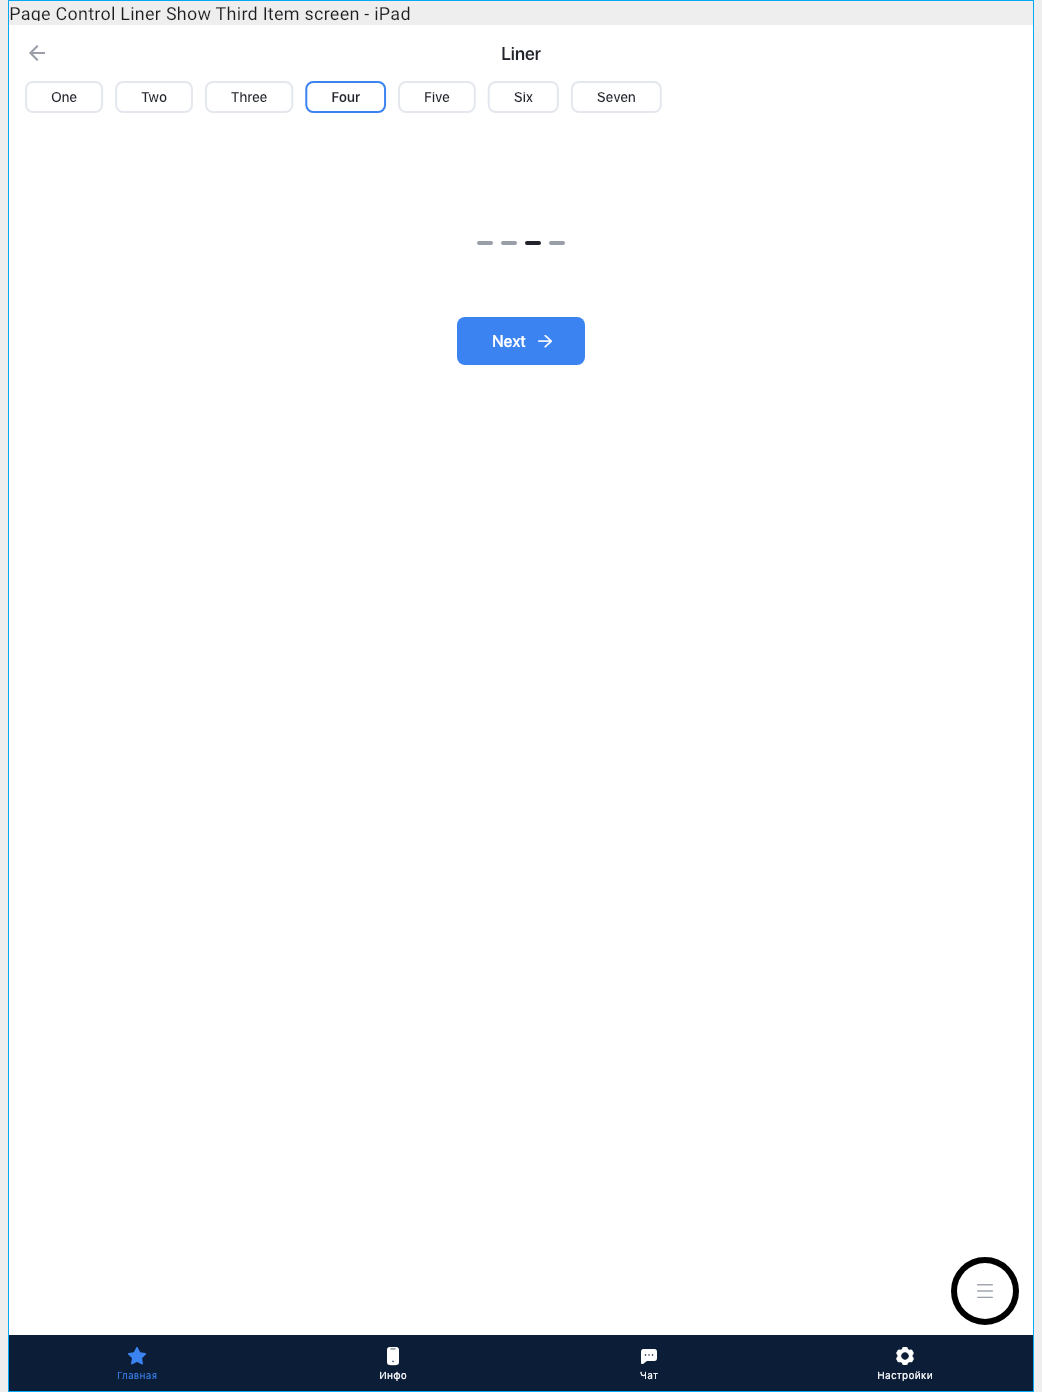 Page Control Liner Show Third Item screen - iPad
Liner
One Two Three Four Five Six Seven
Next
Главная Инфо Чат Настройки